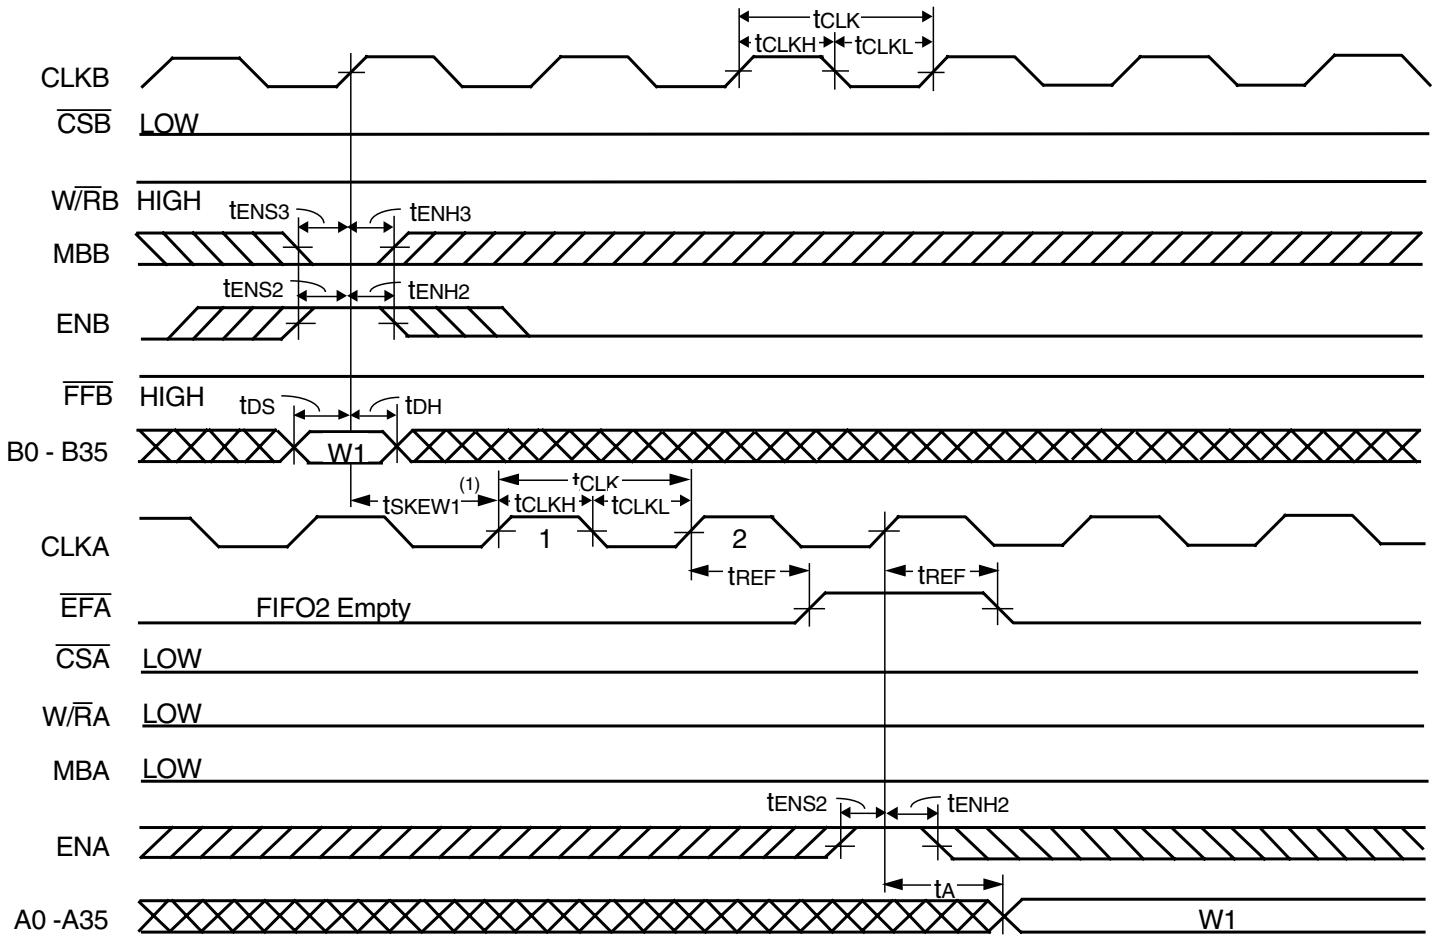 tCLK
tCLKH tCLKL
CLKB
CSB LOW
W/RB HIGH
tENS3 tENH3
MBB
tENS2 tENH2
ENB
FFB HIGH
tDS tDH
B0 - B35 W1
tSKEW1 (1) tCLK
tCLKH tCLKL
CLKA 1 2
tREF tREF
EFA FIFO2 Empty
CSA LOW
W/RA LOW
MBA LOW
tENS2 tENH2
ENA
tA
A0 -A35 W1